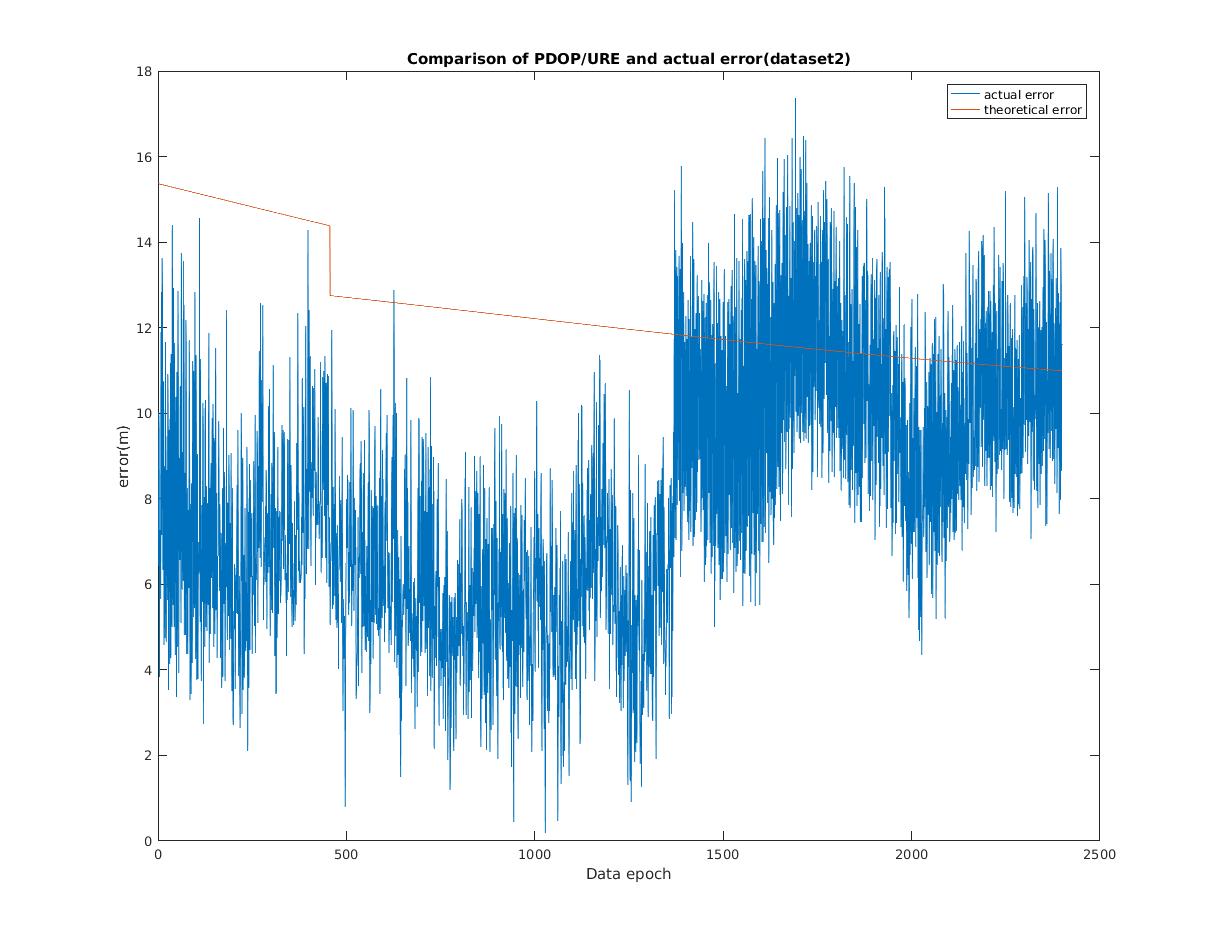 Comparison of PDOP/URE and actual error(dataset2)
18
16
14
12
10
8
6
4
2
0
error(m)
actual error
theoretical error
0 500 1000 1500 2000 2500
Data epoch